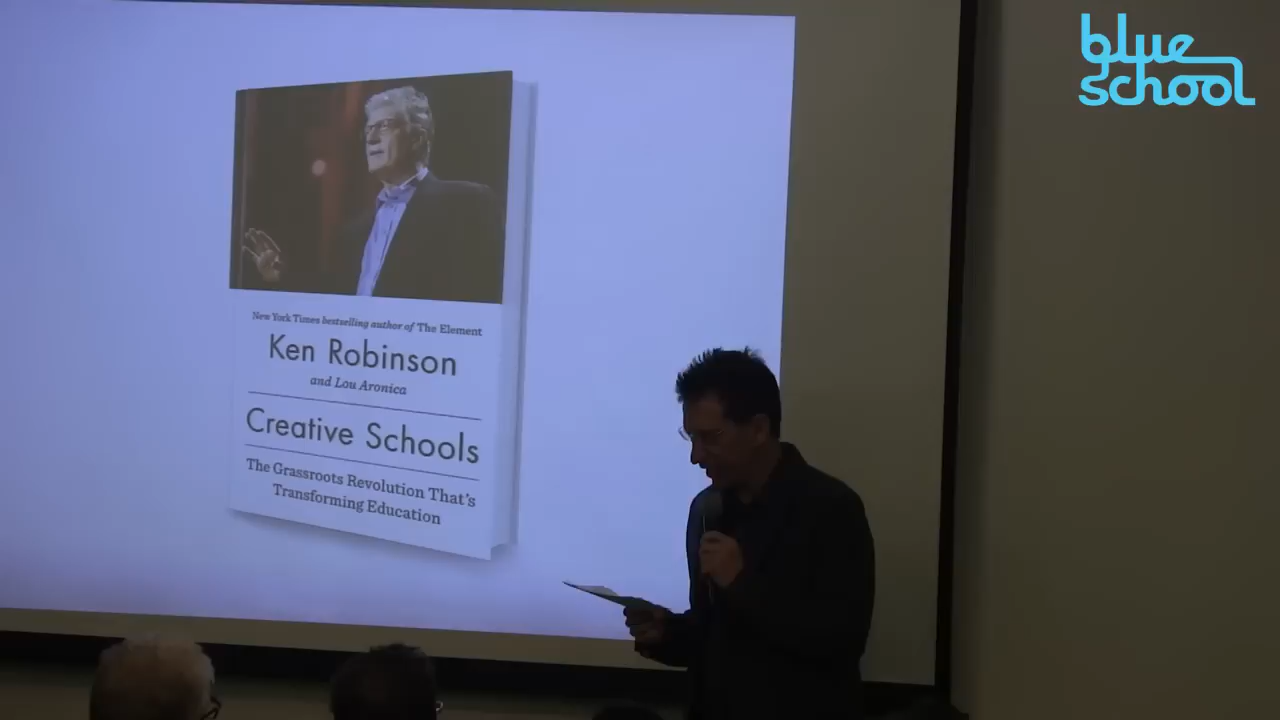 blue
school
New York Times bestselling author of The Element
Ken Robinson
and Lou Aronica
Creative Schools
The Grassroots Revolution That's
Transforming Education